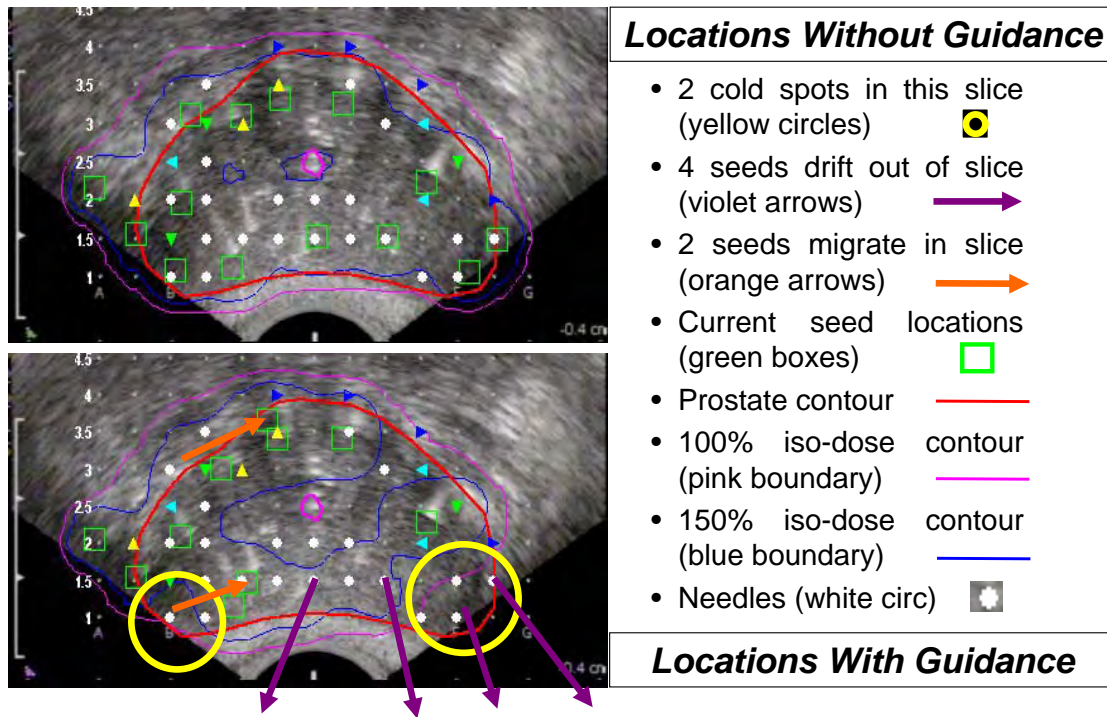 4.5
4
3.5
3
2.5
2
1.5
1
A
B
F
G
-0.4 cm
4.5
4
3.5
3
2.5
2
1.5
1
A
B
F
G
-0.4 cm
Locations Without Guidance
• 2 cold spots in this slice
(yellow circles)
• 4 seeds drift out of slice
(violet arrows)
• 2 seeds migrate in slice
(orange arrows)
• Current seed locations
(green boxes)
• Prostate contour
• 100% iso-dose contour
(pink boundary)
• 150% iso-dose contour
(blue boundary)
• Needles (white circ)
Locations With Guidance